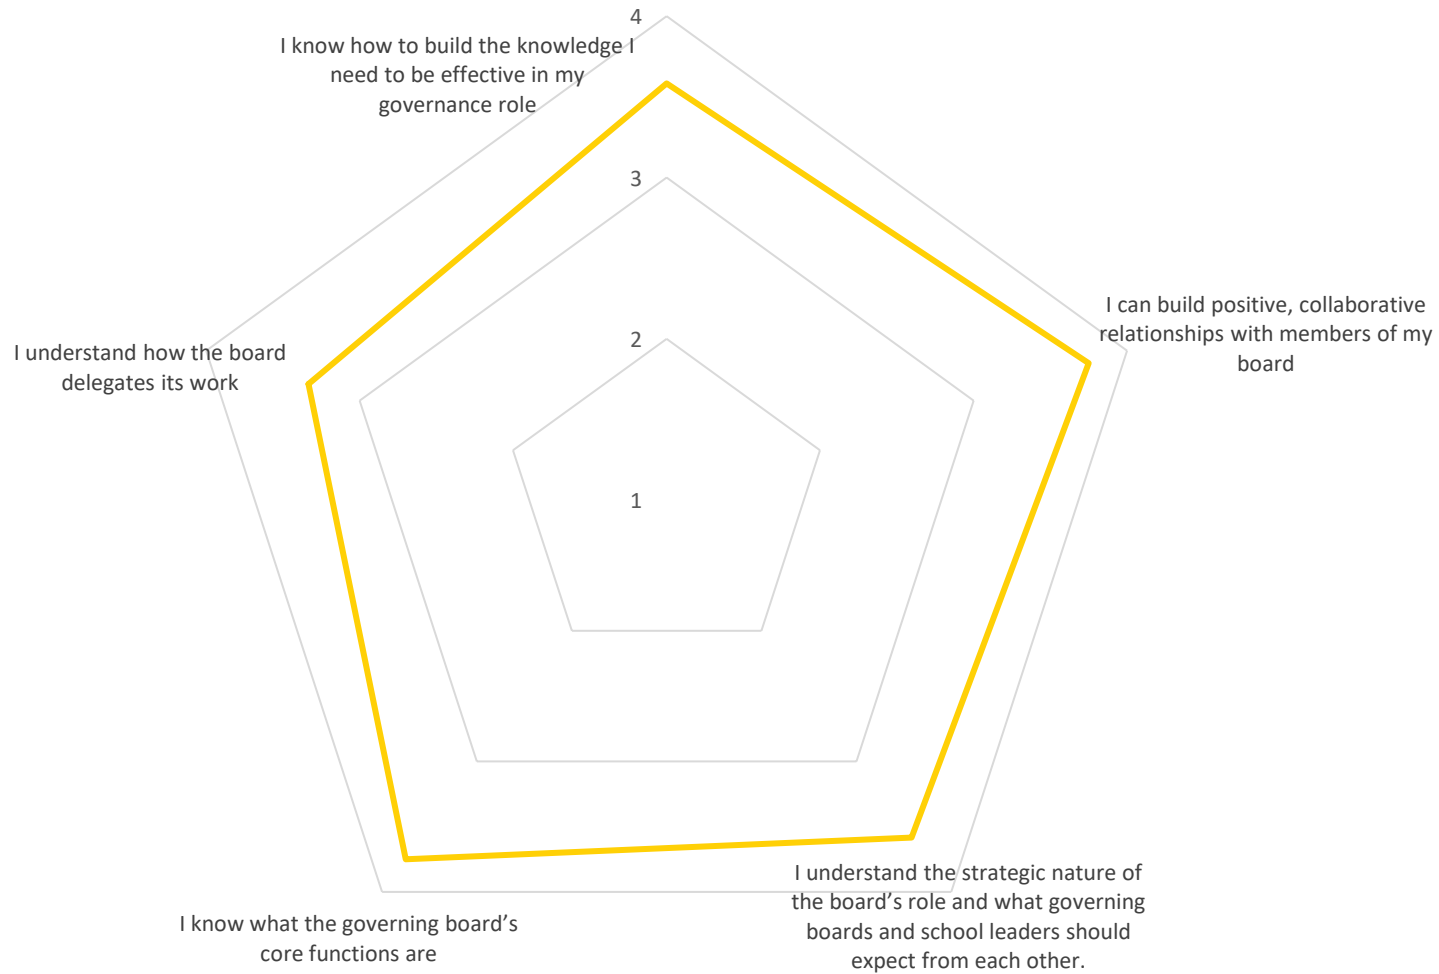 4
I know how to build the knowledge I
need to be effective in my
governance role
3
I can build positive, collaborative
relationships with members of my
board
2
I understand how the board
delegates its work
1
I understand the strategic nature of
the board’s role and what governing
boards and school leaders should
expect from each other.
I know what the governing board’s
core functions are